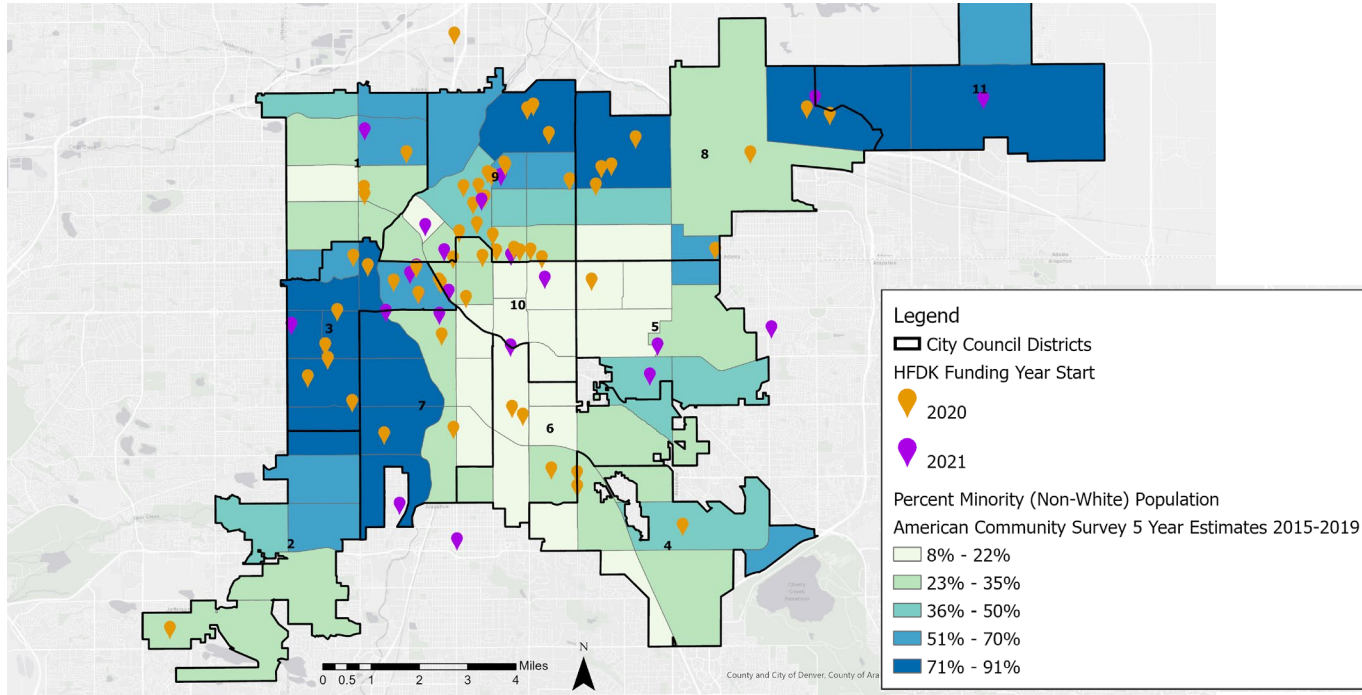 11
8
1
9
10
3
5
7
6
4
2
Legend
City Council Districts
HFDK Funding Year Start
2020
2021
Percent Minority (Non-White) Population
American Community Survey 5 Year Estimates 2015-2019
8% - 22%
23% - 35%
36% - 50%
51% - 70%
71% - 91%
N
Miles
0 0.5 1 2 3 4
County and City of Denver, County of Ara